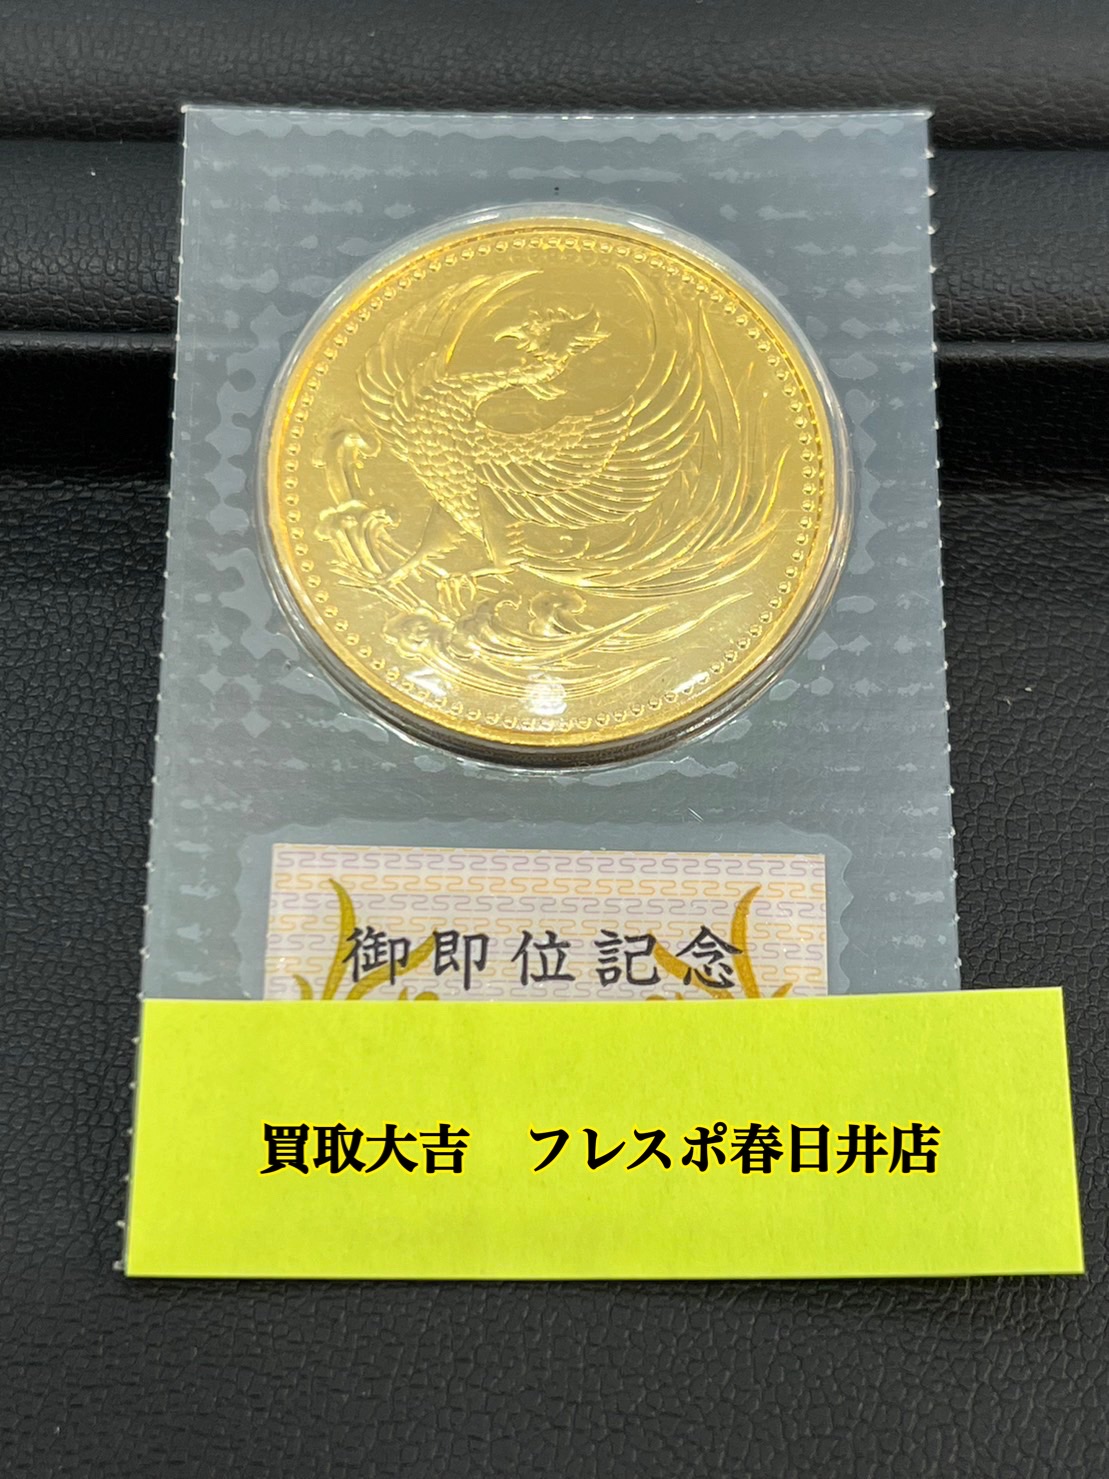 御即位記念
買取大吉　フレスポ春日井店